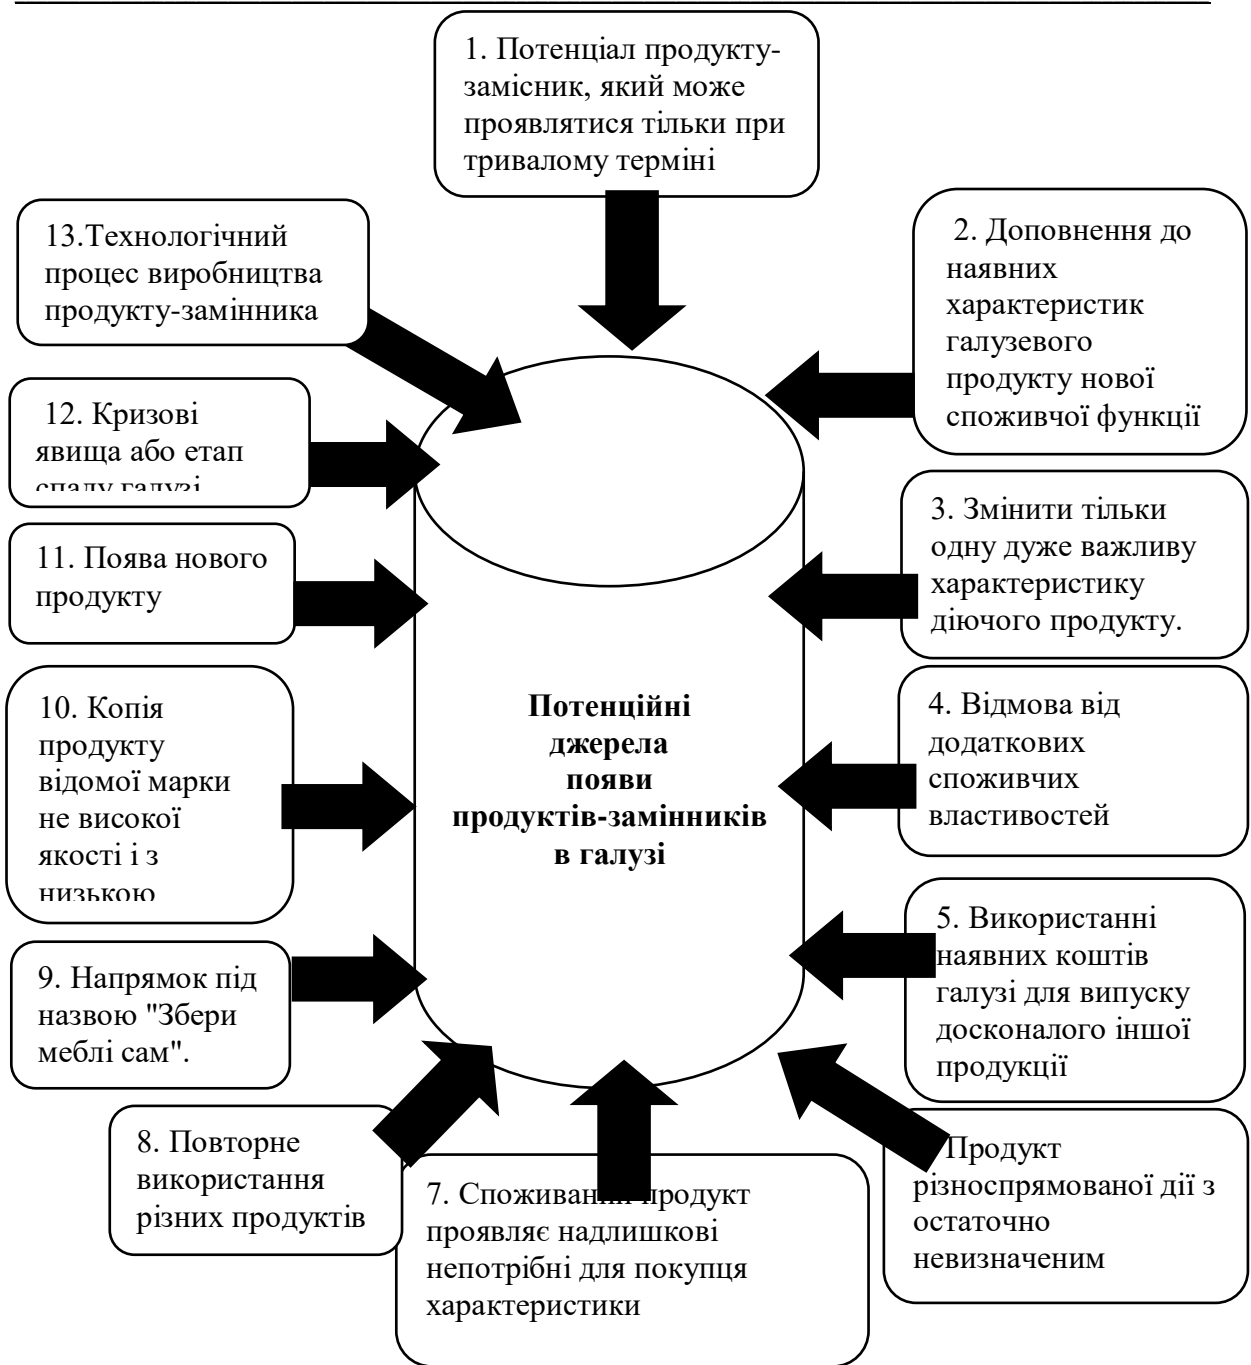 1. Потенціал продукту-
замісник, який може
проявлятися тільки при
тривалому терміні
2. Доповнення до
наявних
характеристик
галузевого
продукту нової
споживчої функції
3. Змінити тільки
одну дуже важливу
характеристику
діючого продукту.
4. Відмова від
додаткових
споживчих
властивостей
5. Використанні
наявних коштів
галузі для випуску
досконалого іншої
продукції
Продукт
різноспрямованої дії з
остаточно
невизначеним
7. продукт
проявляє надлишкові
непотрібні для покупця
характеристики
8. Повторне
використання
різних продуктів
9. Напрямок під
назвою "Збери
меблі сам".
10. Копія
продукту
відомої марки
не високої
якості і з
низькою
11. Поява нового
продукту
12. Кризові
явища або етап
спаду галузі
13.Технологічний
процес виробництва
продукту-замінника
Потенційні
джерела
появи
продуктів-замінників
в галузі